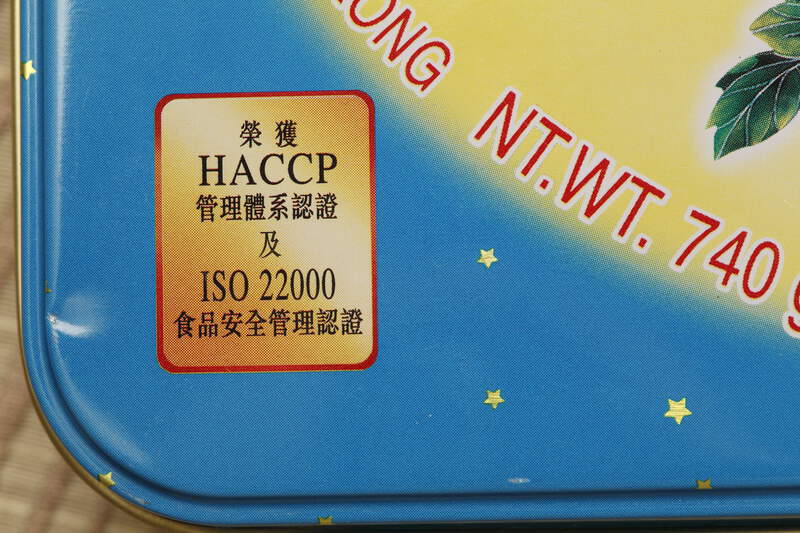 榮獲
HACCP
管理體系認證
及
ISO 22000
食品安全管理認證
ONG NT.WT. 740 g